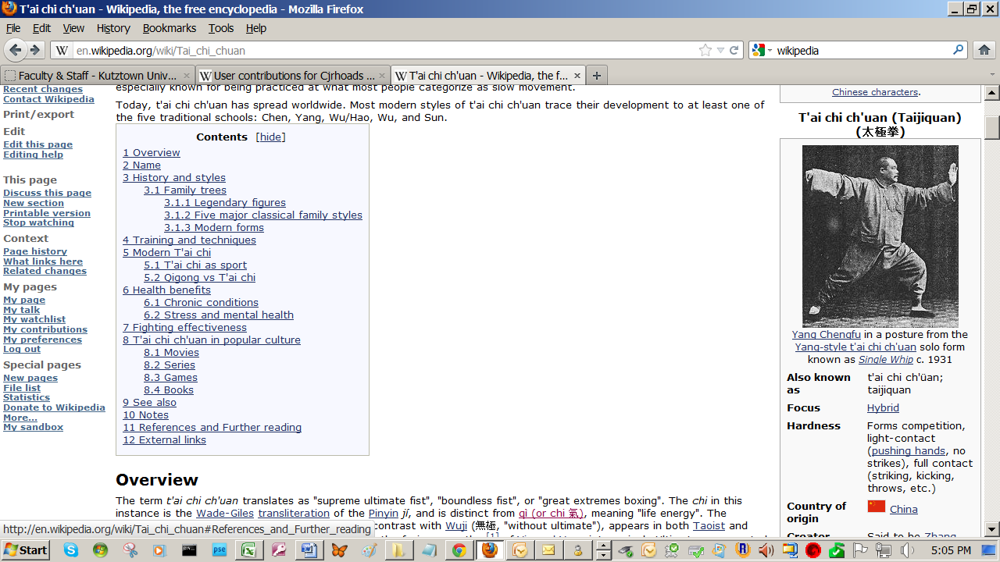 T'ai chi ch'uan - Wikipedia, the free encyclopedia - Mozilla Firefox
File Edit View History Bookmarks Tools Help
en.wikipedia.org/wiki/Tai_chi_chuan
wikipedia
Faculty & Staff - Kutztown Univ...
User contributions for Cjrhoads ...
T'ai chi ch'uan - Wikipedia, the f...
Recent changes
Contact Wikipedia
Print/export
Edit
Edit this page
Editing help
This page
Discuss this page
New section
Printable version
Stop watching
Context
Page history
What links here
Related changes
My pages
My page
My talk
My watchlist
My contributions
My preferences
Log out
Special pages
New pages
File list
Statistics
Donate to Wikipedia
More...
My sandbox
especially known for being practiced at what most people categorize as slow movement.
Today, t'ai chi ch'uan has spread worldwide. Most modern styles of t'ai chi ch'uan trace their development to at least one of
the five traditional schools: Chen, Yang, Wu/Hao, Wu, and Sun.
Contents [hide]
1 Overview
2 Name
3 History and styles
3.1 Family trees
3.1.1 Legendary figures
3.1.2 Five major classical family styles
3.1.3 Modern forms
4 Training and techniques
5 Modern T'ai chi
5.1 T'ai chi as sport
5.2 Qigong vs T'ai chi
6 Health benefits
6.1 Chronic conditions
6.2 Stress and mental health
7 Fighting effectiveness
8 T'ai chi ch'uan in popular culture
8.1 Movies
8.2 Series
8.3 Games
8.4 Books
9 See also
10 Notes
11 References and Further reading
12 External links
Overview
The term t'ai chi ch'uan translates as "supreme ultimate fist", "boundless fist", or "great extremes boxing". The chi in this
instance is the Wade-Giles transliteration of the Pinyin jí, and is distinct from qì (or chi 氣), meaning "life energy". The
contrast with Wuji (無極, "without ultimate"), appears in both Taoist and
Chinese characters.
T'ai chi ch'uan (Taijiquan)
(太極拳)
Yang Chengfu in a posture from the
Yang-style t'ai chi ch'uan solo form
known as Single Whip c. 1931
Also known as t'ai chi ch'üan; taijiquan
Focus Hybrid
Hardness Forms competition,
light-contact
(pushing hands, no
strikes), full contact
(striking, kicking,
throws, etc.)
Country of origin China
Creator Said to be Zhang
http://en.wikipedia.org/wiki/Tai_chi_chuan#References_and_Further_reading
Start
5:05 PM